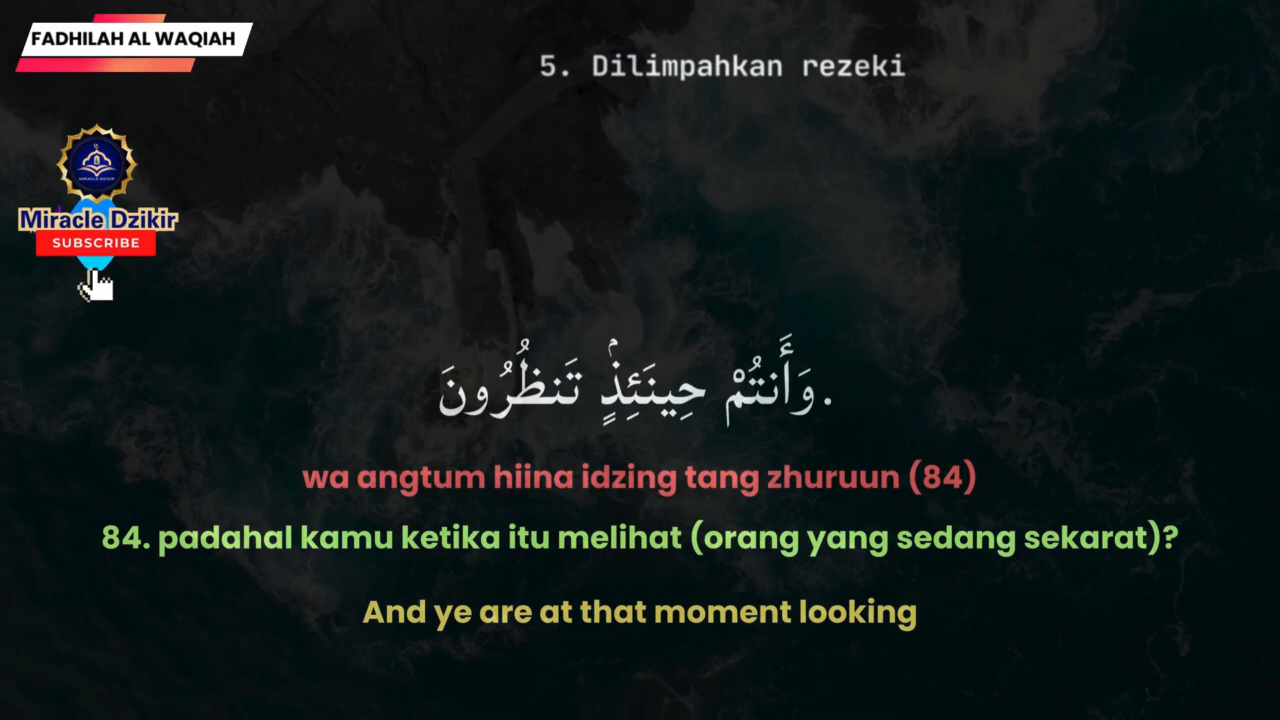 FADHILAH AL WAQIAH
5. Dilimpahkan rezeki
Miracle Dzikir
SUBSCRIBE
وَأَنتُمْ حِينَئِذٍۢ تَنظُرُونَ.
wa angtum hiina idzing tang zhuruun (84)
84. padahal kamu ketika itu melihat (orang yang sedang sekarat)?
And ye are at that moment looking